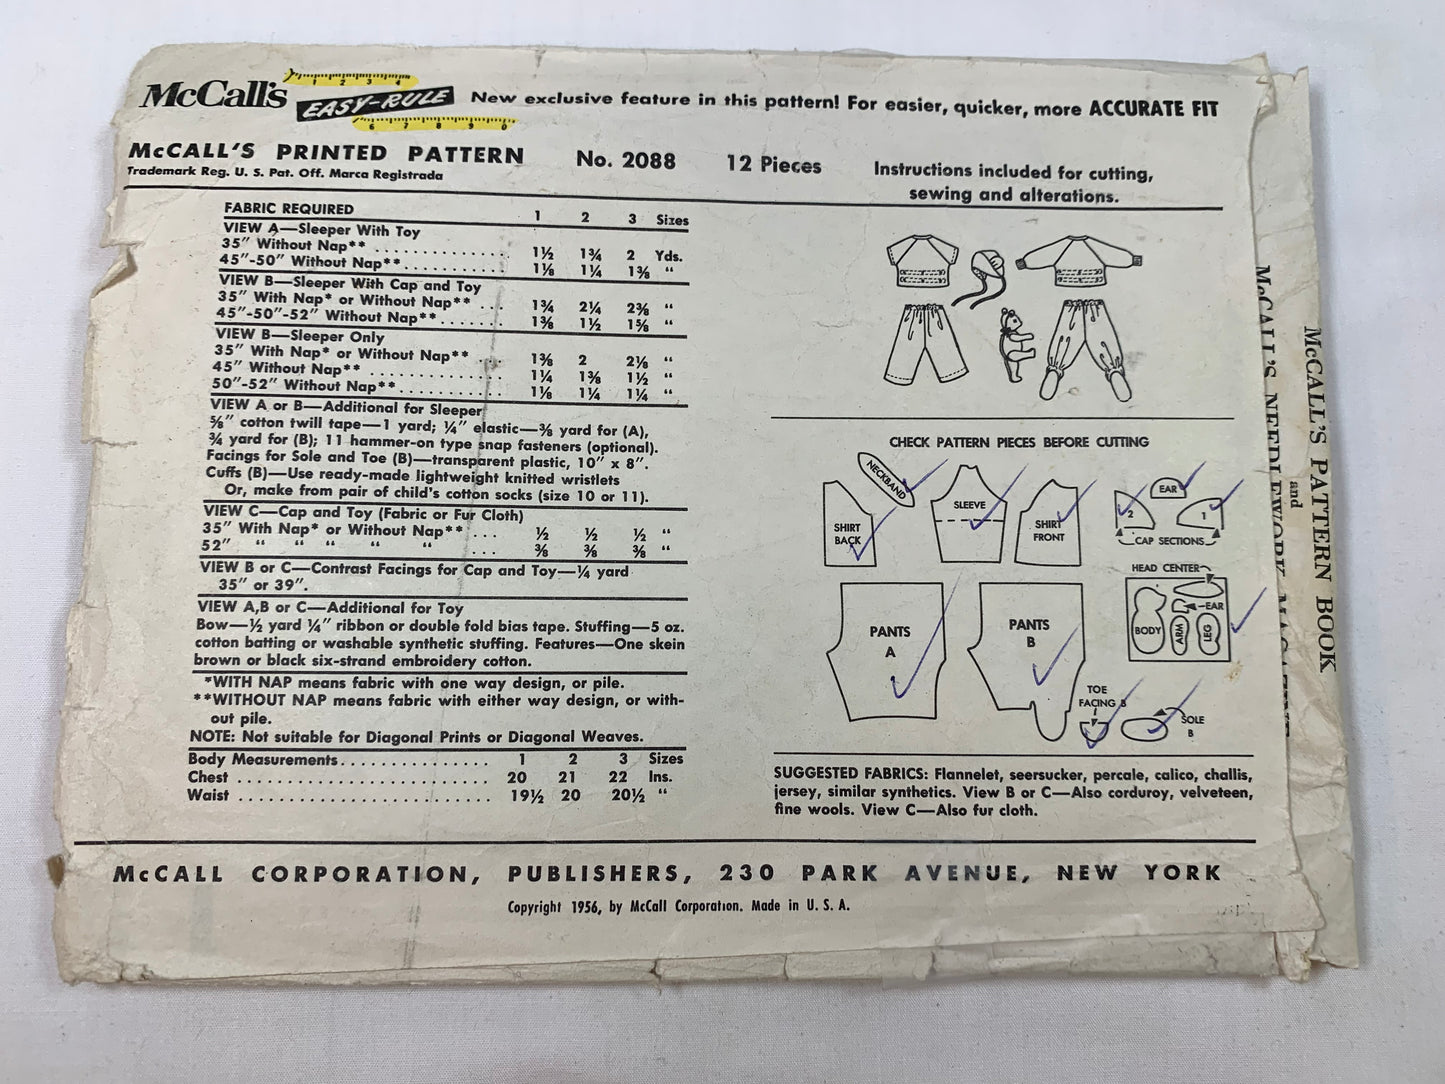 McCall's
1 2 3 4
EASY-RULE
6 7 8 9 0
New exclusive feature in this pattern! For easier, quicker, more ACCURATE FIT
McCALL'S PRINTED PATTERN No. 2088 12 Pieces
Trademark Reg. U. S. Pat. Off. Marca Registrada
Instructions included for cutting,
sewing and alterations.
FABRIC REQUIRED 1 2 3 Sizes
VIEW A—Sleeper With Toy
35" Without Nap** . . . . . . . . . . . . . 1½ 1¾ 2 Yds.
45"-50" Without Nap** . . . . . . . . . . 1⅛ 1¼ 1⅜ "
VIEW B—Sleeper With Cap and Toy
35" With Nap* or Without Nap** . . . 1¾ 2¼ 2⅜ "
45"-50"-52" Without Nap** . . . . . . . 1⅜ 1½ 1⅝ "
VIEW B—Sleeper Only
35" With Nap* or Without Nap** . . . 1⅜ 2 2⅛ "
45" Without Nap** . . . . . . . . . . . . . 1¼ 1⅜ 1½ "
50"-52" Without Nap** . . . . . . . . . . 1⅛ 1¼ 1¼ "
VIEW A or B—Additional for Sleeper
⅝" cotton twill tape—1 yard; ¼" elastic—⅜ yard for (A),
¾ yard for (B); 11 hammer-on type snap fasteners (optional).
Facings for Sole and Toe (B)—transparent plastic, 10" x 8".
Cuffs (B)—Use ready-made lightweight knitted wristlets
Or, make from pair of child's cotton socks (size 10 or 11).
VIEW C—Cap and Toy (Fabric or Fur Cloth)
35" With Nap* or Without Nap** . . . ½ ½ ½ "
52" " " " " " . . . ⅜ ⅜ ⅜ "
VIEW B or C—Contrast Facings for Cap and Toy—¼ yard
35" or 39".
VIEW A,B or C—Additional for Toy
Bow—½ yard ¼" ribbon or double fold bias tape. Stuffing—5 oz.
cotton batting or washable synthetic stuffing. Features—One skein
brown or black six-strand embroidery cotton.
*WITH NAP means fabric with one way design, or pile.
**WITHOUT NAP means fabric with either way design, or with-
out pile.
NOTE: Not suitable for Diagonal Prints or Diagonal Weaves.
Body Measurements . . . . . . . . . . . . . 1 2 3 Sizes
Chest . . . . . . . . . . . . . . . . . . . . . . . . 20 21 22 Ins.
Waist . . . . . . . . . . . . . . . . . . . . . . . . 19½ 20 20½ "
CHECK PATTERN PIECES BEFORE CUTTING
NECKBAND
SHIRT
BACK
SLEEVE
SHIRT
FRONT
EAR
2
1
CAP SECTIONS
HEAD CENTER
EAR
BODY
ARM
LEG
PANTS
A
PANTS
B
TOE
FACING B
SOLE
B
SUGGESTED FABRICS: Flannelet, seersucker, percale, calico, challis,
jersey, similar synthetics. View B or C—Also corduroy, velveteen,
fine wools. View C—Also fur cloth.
McCALL CORPORATION, PUBLISHERS, 230 PARK AVENUE, NEW YORK
Copyright 1956, by McCall Corporation. Made in U. S. A.
McCALL'S PATTERN BOOK
and
McCALL'S NEEDLEWORK MAGAZINE